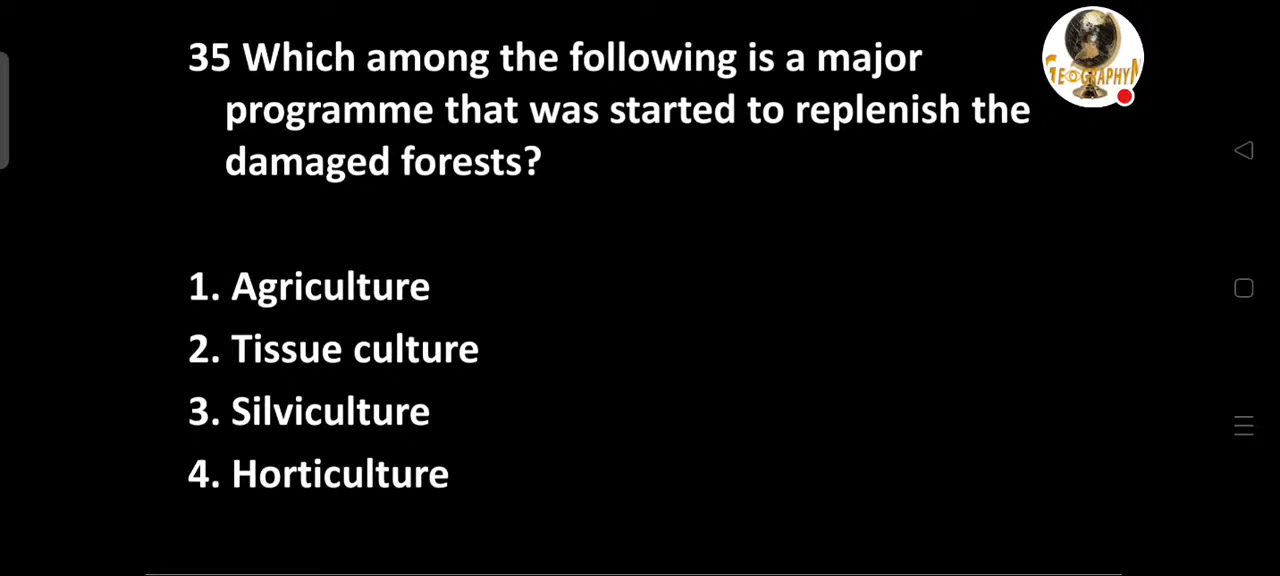 35 Which among the following is a major
programme that was started to replenish the
damaged forests?
GEOGRAPHY
1. Agriculture
2. Tissue culture
3. Silviculture
4. Horticulture